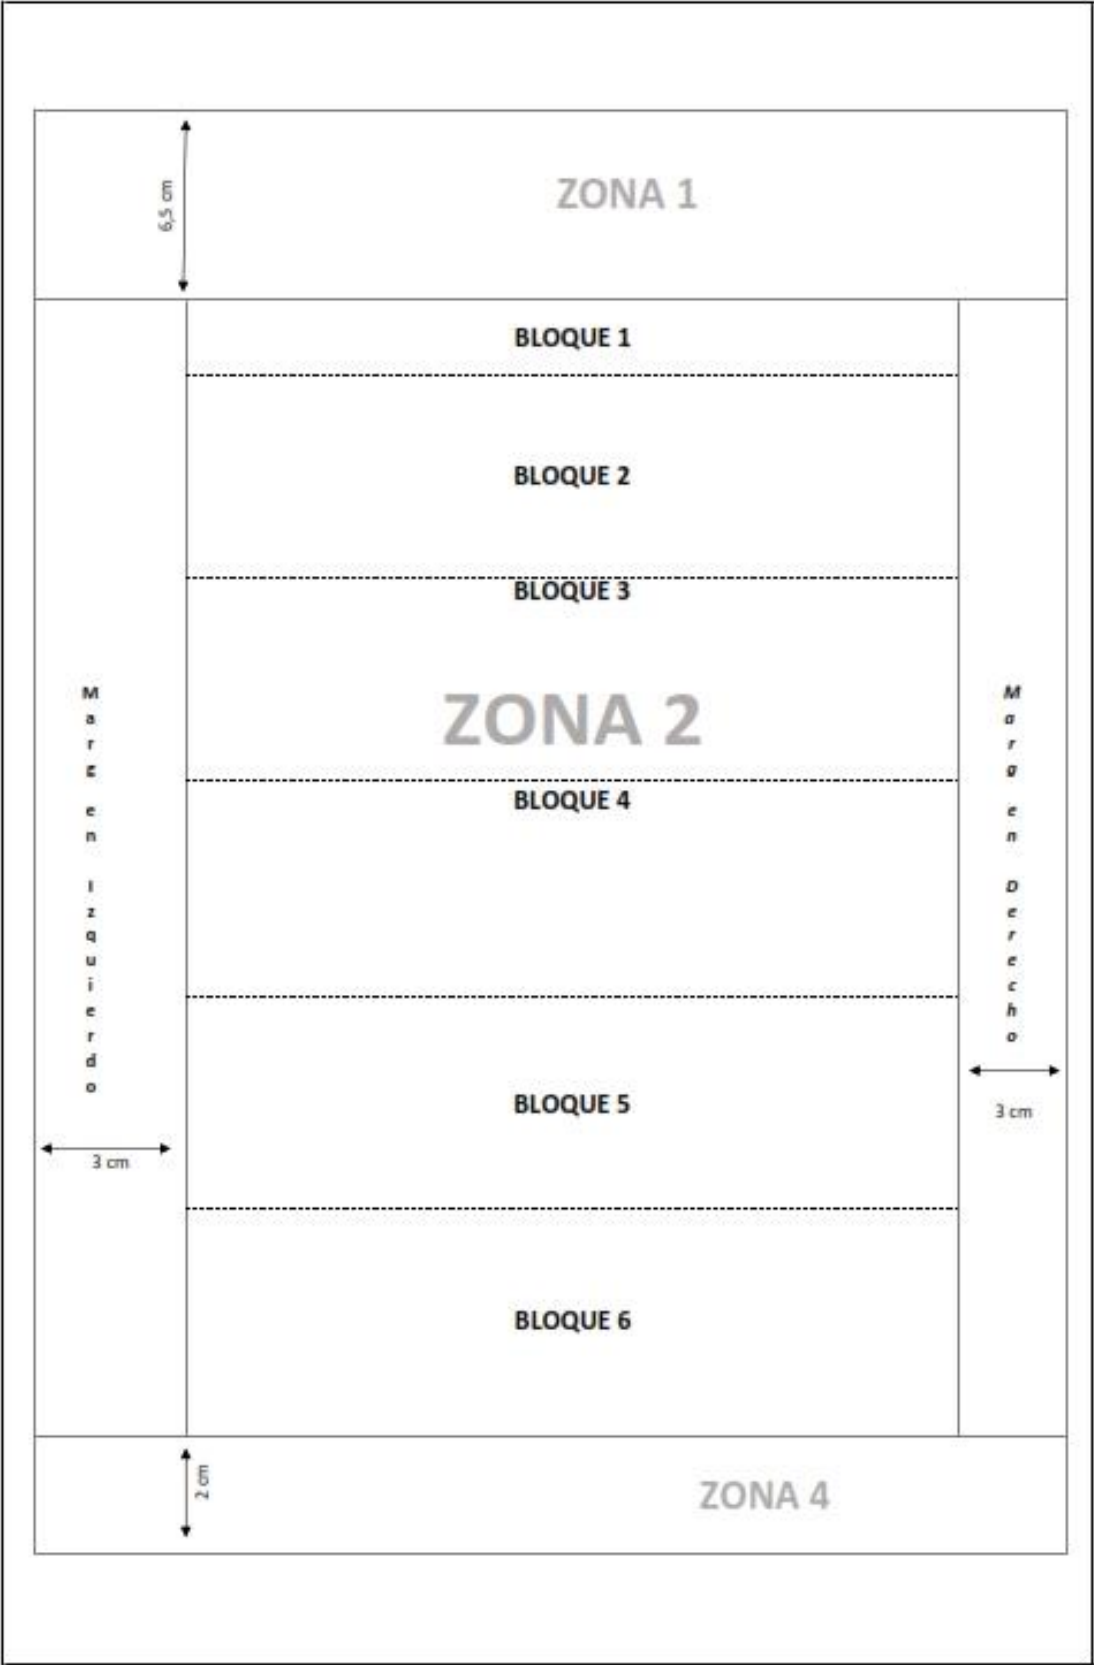 ZONA 1
6,5 cm
BLOQUE 1
BLOQUE 2
BLOQUE 3
ZONA 2
BLOQUE 4
BLOQUE 5
BLOQUE 6
Margen Izquierdo
3 cm
Margen Derecho
3 cm
2 cm
ZONA 4